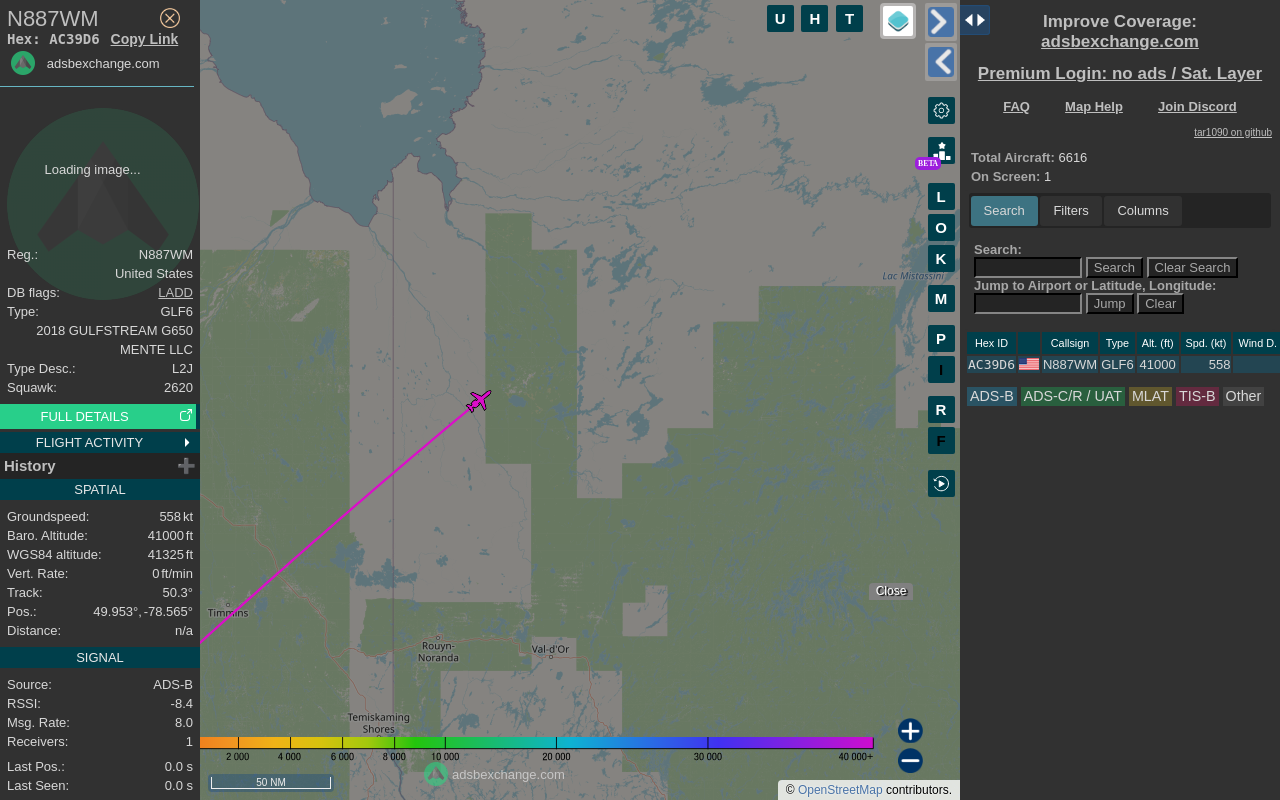 N887WM
Hex: AC39D6 Copy Link
adsbexchange.com
Loading image...
Reg.: N887WM
United States
DB flags: LADD
Type: GLF6
2018 GULFSTREAM G650
MENTE LLC
Type Desc.: L2J
Squawk: 2620
FULL DETAILS
FLIGHT ACTIVITY
History
SPATIAL
Groundspeed: 558 kt
Baro. Altitude: 41000 ft
WGS84 altitude: 41325 ft
Vert. Rate: 0 ft/min
Track: 50.3°
Pos.: 49.953°, -78.565°
Distance: n/a
SIGNAL
Source: ADS-B
RSSI: -8.4
Msg. Rate: 8.0
Receivers: 1
Last Pos.: 0.0 s
Last Seen: 0.0 s
U H T
BETA
L
O
K
M
P
I
R
F
Lac Mistassini
Close
Timmins
Rouyn-
Noranda
Val-d'Or
Temiskaming
Shores
2 000 4 000 6 000 8 000 10 000 20 000 30 000 40 000+
50 NM
adsbexchange.com
© OpenStreetMap contributors.
Improve Coverage:
adsbexchange.com
Premium Login: no ads / Sat. Layer
FAQ Map Help Join Discord
tar1090 on github
Total Aircraft: 6616
On Screen: 1
Search Filters Columns
Search:
Search Clear Search
Jump to Airport or Latitude, Longitude:
Jump Clear
Hex ID Callsign Type Alt. (ft) Spd. (kt) Wind D.
AC39D6 N887WM GLF6 41000 558
ADS-B ADS-C/R / UAT MLAT TIS-B Other